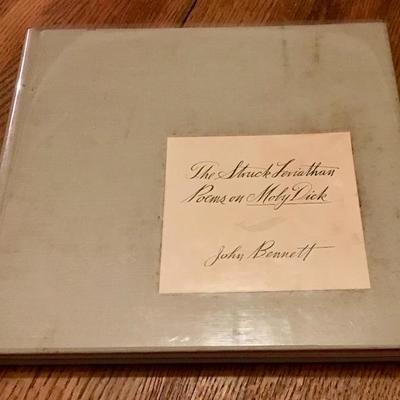 The Struck Leviathan
Poems on Moby Dick
John Bennett